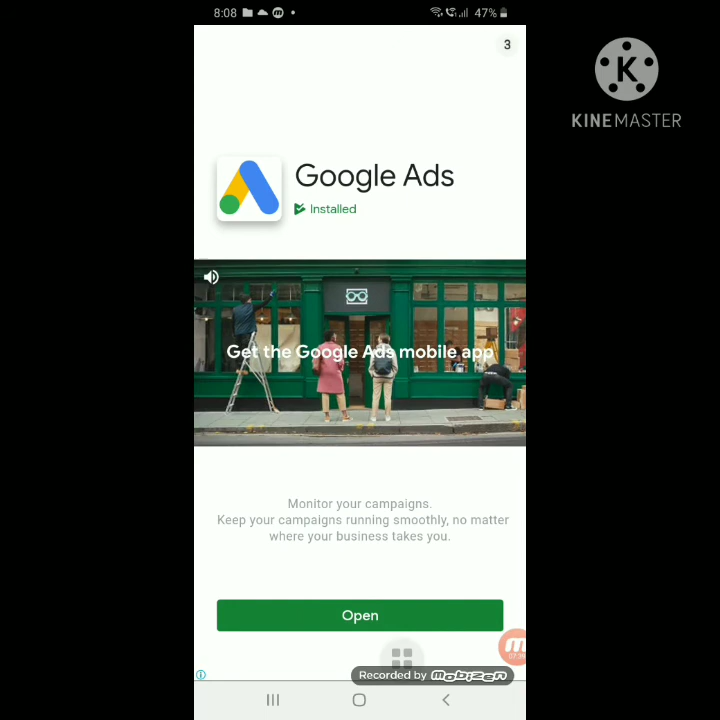 8:08
47%
3
K
KINEMASTER
Google Ads
Installed
Get the Google Ads mobile app
Monitor your campaigns.
Keep your campaigns running smoothly, no matter
where your business takes you.
Open
Recorded by mobizen